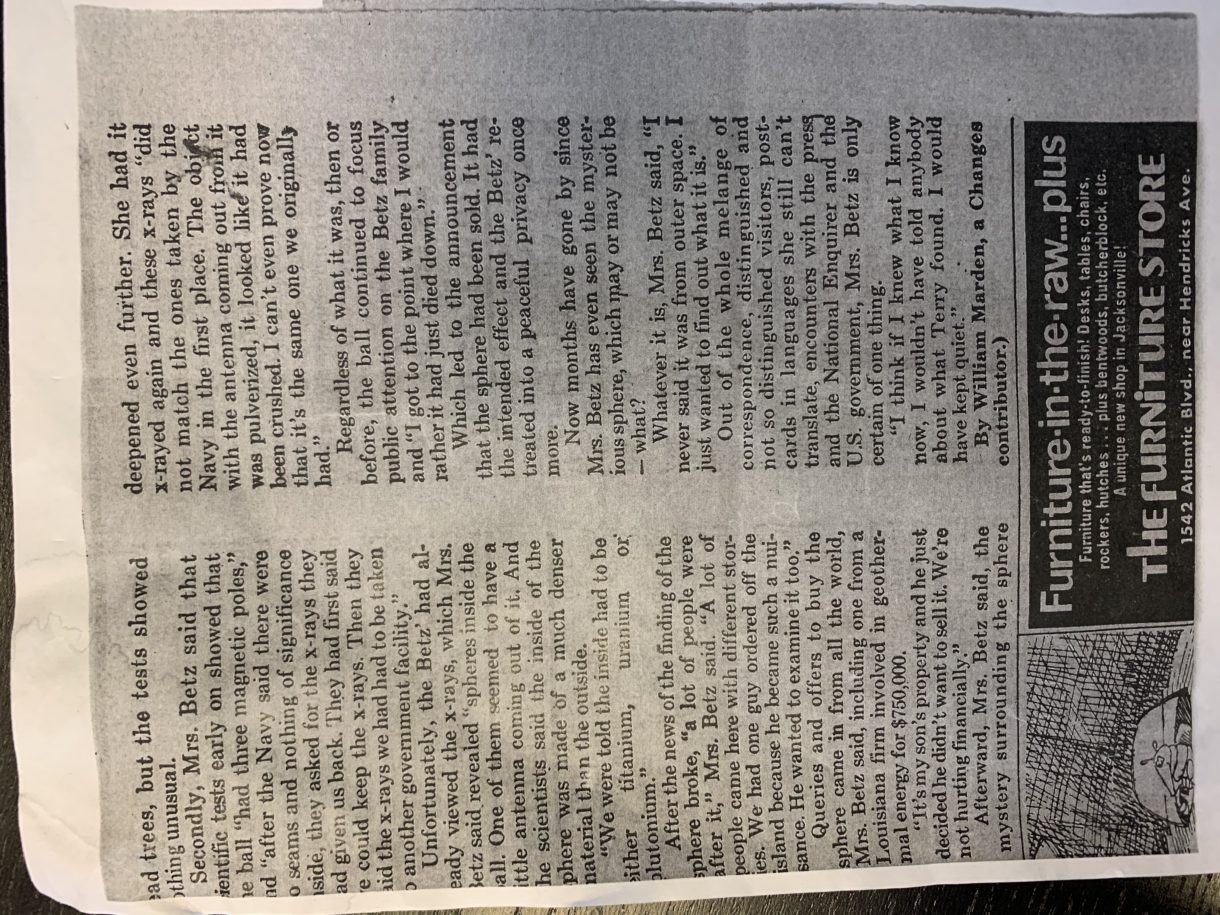 ad trees, but the tests showed
othing unusual.
Secondly, Mrs. Betz said that
ientific tests early on showed that
e ball “had three magnetic poles,”
nd “after the Navy said there were
o seams and nothing of significance
side, they asked for the x-rays they
ad given us back. They had first said
e could keep the x-rays. Then they
aid the x-rays we had had to be taken
o another government facility.”
Unfortunately, the Betz’ had al-
eady viewed the x-rays, which Mrs.
Betz said revealed “spheres inside the
all. One of them seemed to have a
ittle antenna coming out of it. And
he scientists said the inside of the
phere was made of a much denser
material than the outside.
“We were told the inside had to be
either titanium, uranium or
plutonium.”
After the news of the finding of the
sphere broke, “a lot of people were
after it,” Mrs. Betz said. “A lot of
people came here with different stor-
ies. We had one guy ordered off the
island because he became such a nui-
sance. He wanted to examine it too.”
Queries and offers to buy the
sphere came in from all the world,
Mrs. Betz said, including one from a
Louisiana firm involved in geother-
mal energy for $750,000.
“It’s my son’s property and he just
decided he didn’t want to sell it. We’re
not hurting financially.”
Afterward, Mrs. Betz said, the
mystery surrounding the sphere
deepened even further. She had it
x-rayed again and these x-rays “did
not match the ones taken by the
Navy in the first place. The object
with the antenna coming out from it
was pulverized, it looked like it had
been crushed. I can’t even prove now
that it’s the same one we originally
had.”
Regardless of what it was, then or
before, the ball continued to focus
public attention on the Betz family
and “I got to the point where I would
rather it had just died down.”
Which led to the announcement
that the sphere had been sold. It had
the intended effect and the Betz’ re-
treated into a peaceful privacy once
more.
Now months have gone by since
Mrs. Betz has even seen the myster-
ious sphere, which may or may not be
— what?
Whatever it is, Mrs. Betz said, “I
never said it was from outer space. I
just wanted to find out what it is.”
Out of the whole melange of
correspondence, distinguished and
not so distinguished visitors, post-
cards in languages she still can’t
translate, encounters with the press
and the National Enquirer and the
U.S. government, Mrs. Betz is only
certain of one thing.
“I think if I knew what I know
now, I wouldn’t have told anybody
about what Terry found. I would
have kept quiet.”
By William Marden, a Changes
contributor.)
Furniture·in·the·raw...plus
Furniture that’s ready-to-finish! Desks, tables, chairs,
rockers, hutches . . . plus bentwoods, butcherblock, etc.
A unique new shop in Jacksonville!
THE FURNiTURE STORE
1542 Atlantic Blvd., near Hendricks Ave.